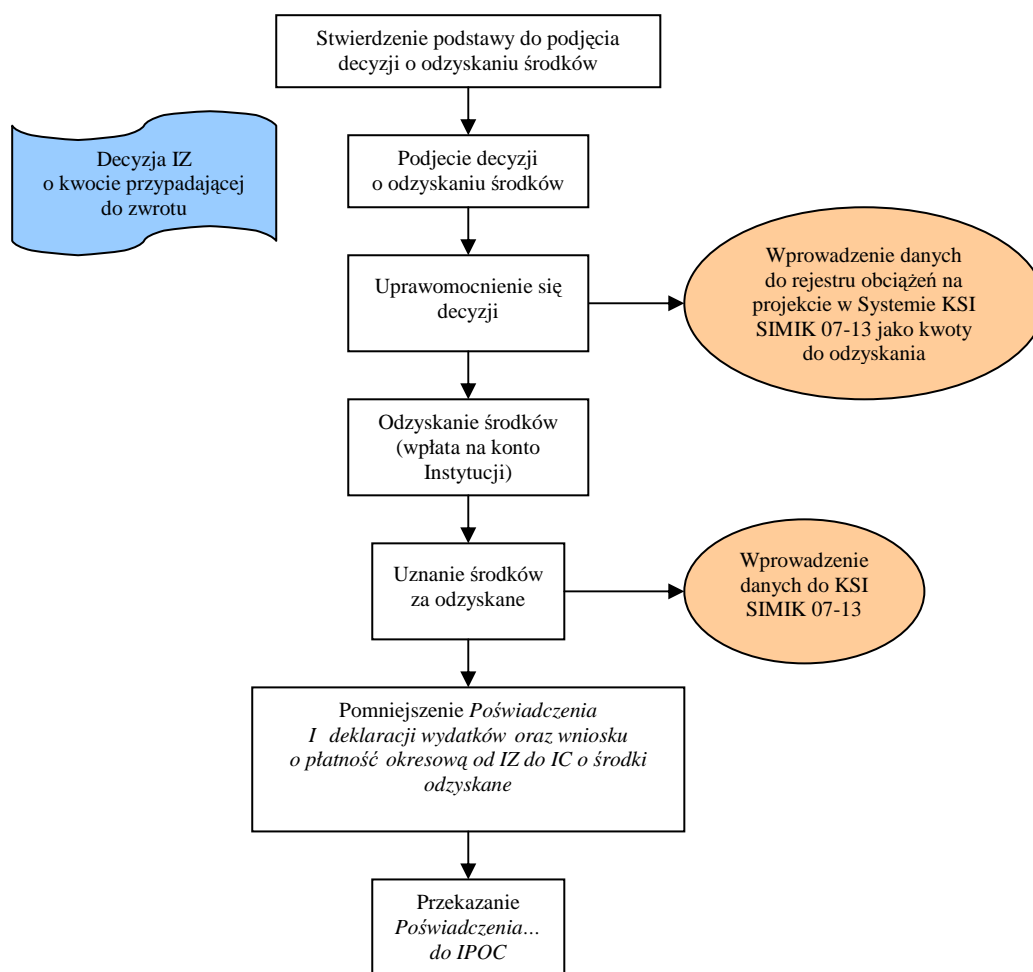 Stwierdzenie podstawy do podjęcia
decyzji o odzyskaniu środków
Decyzja IZ
o kwocie przypadającej
do zwrotu
Podjecie decyzji
o odzyskaniu środków
Uprawomocnienie się
decyzji
Wprowadzenie danych
do rejestru obciążeń na
projekcie w Systemie KSI
SIMIK 07-13 jako kwoty
do odzyskania
Odzyskanie środków
(wpłata na konto
Instytucji)
Uznanie środków
za odzyskane
Wprowadzenie
danych do KSI
SIMIK 07-13
Pomniejszenie Poświadczenia
I deklaracji wydatków oraz wniosku
o płatność okresową od IZ do IC o środki
odzyskane
Przekazanie
Poświadczenia…
do IPOC